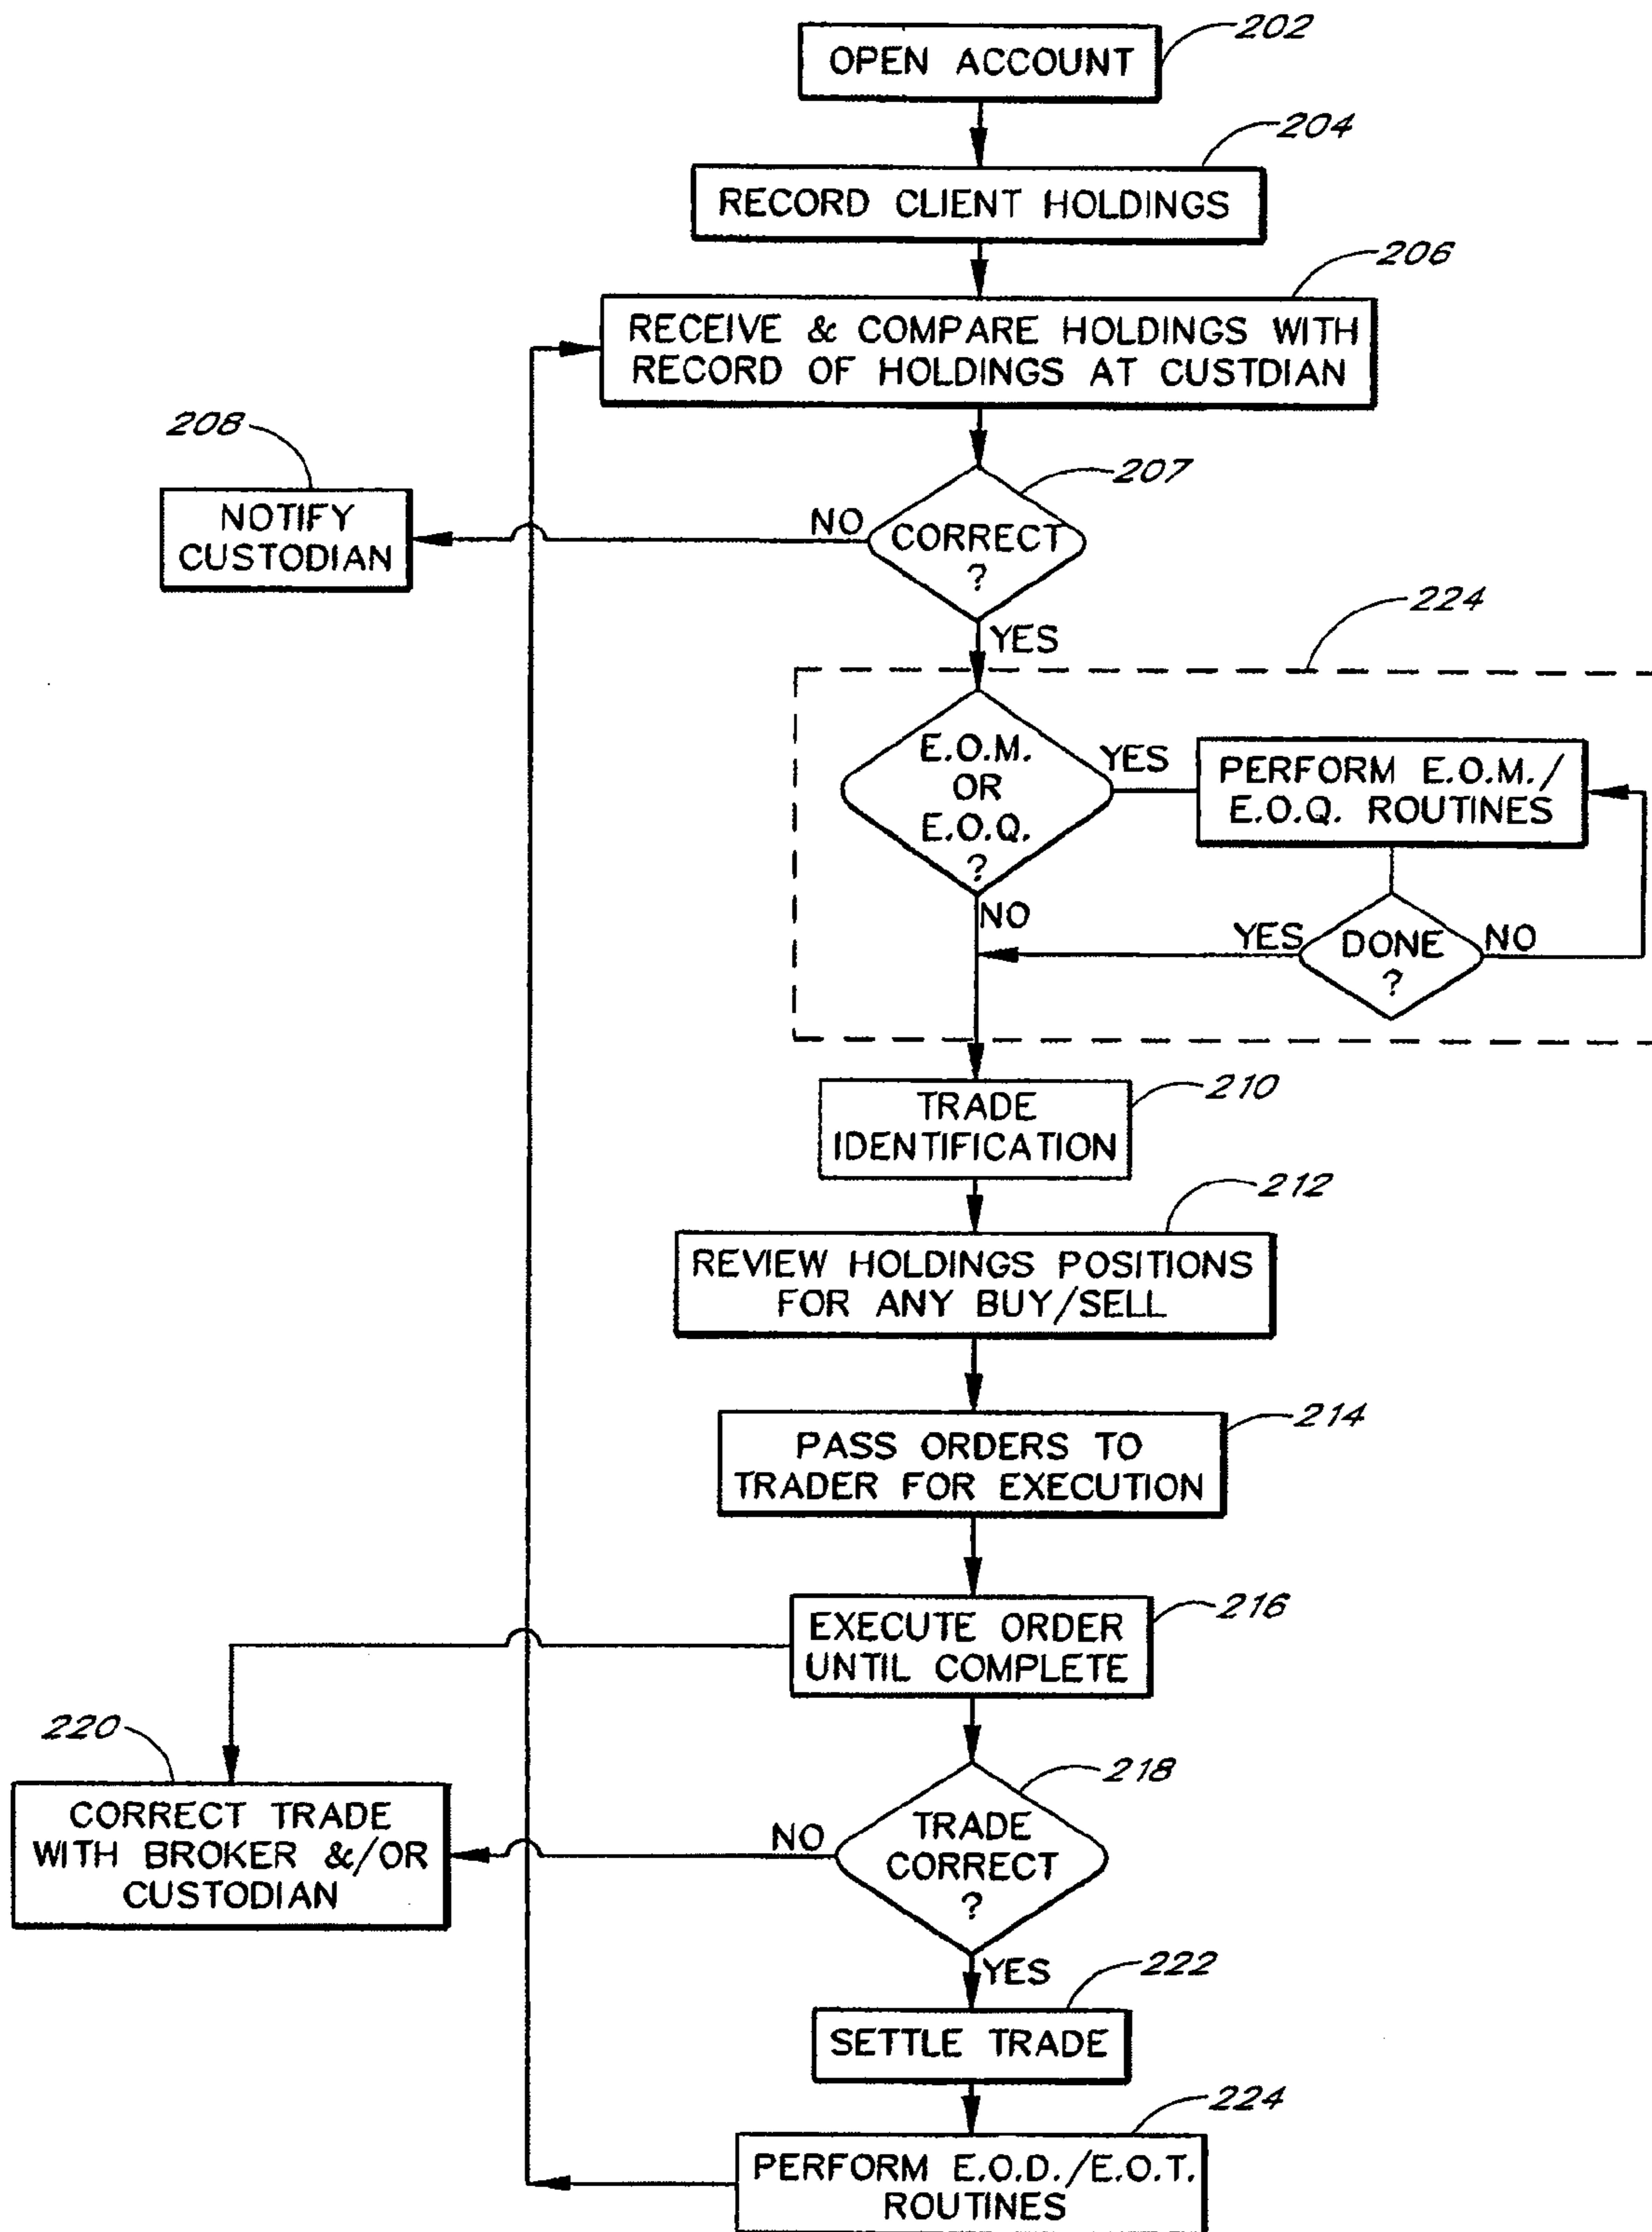 202
OPEN ACCOUNT
204
RECORD CLIENT HOLDINGS
206
RECEIVE & COMPARE HOLDINGS WITH
RECORD OF HOLDINGS AT CUSTDIAN
208
NOTIFY
CUSTODIAN
207
NO
CORRECT
?
YES
224
E.O.M.
OR
E.O.Q.
?
YES
PERFORM E.O.M./
E.O.Q. ROUTINES
NO
YES
DONE
?
NO
210
TRADE
IDENTIFICATION
212
REVIEW HOLDINGS POSITIONS
FOR ANY BUY/SELL
214
PASS ORDERS TO
TRADER FOR EXECUTION
216
EXECUTE ORDER
UNTIL COMPLETE
220
CORRECT TRADE
WITH BROKER &/OR
CUSTODIAN
218
NO
TRADE
CORRECT
?
YES
222
SETTLE TRADE
224
PERFORM E.O.D./E.O.T.
ROUTINES